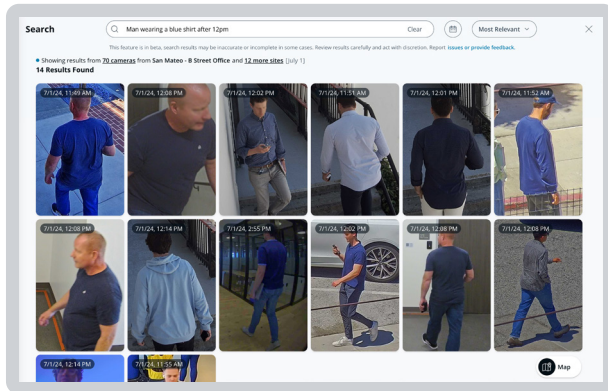 Search
Man wearing a blue shirt after 12pm
Clear
Most Relevant
This feature is in beta, search results may be inaccurate or incomplete in some cases. Review results carefully and act with discretion. Report issues or provide feedback.
Showing results from 70 cameras from San Mateo - B Street Office and 12 more sites [July 1]
14 Results Found
7/1/24, 11:49 AM
7/1/24, 12:08 PM
7/1/24, 12:02 PM
7/1/24, 11:51 AM
7/1/24, 12:01 PM
7/1/24, 11:52 AM
7/1/24, 12:08 PM
7/1/24, 12:14 PM
7/1/24, 2:55 PM
7/1/24, 12:02 PM
7/1/24, 12:08 PM
7/1/24, 12:08 PM
7/1/24, 12:14 PM
7/1/24, 11:55 AM
Map